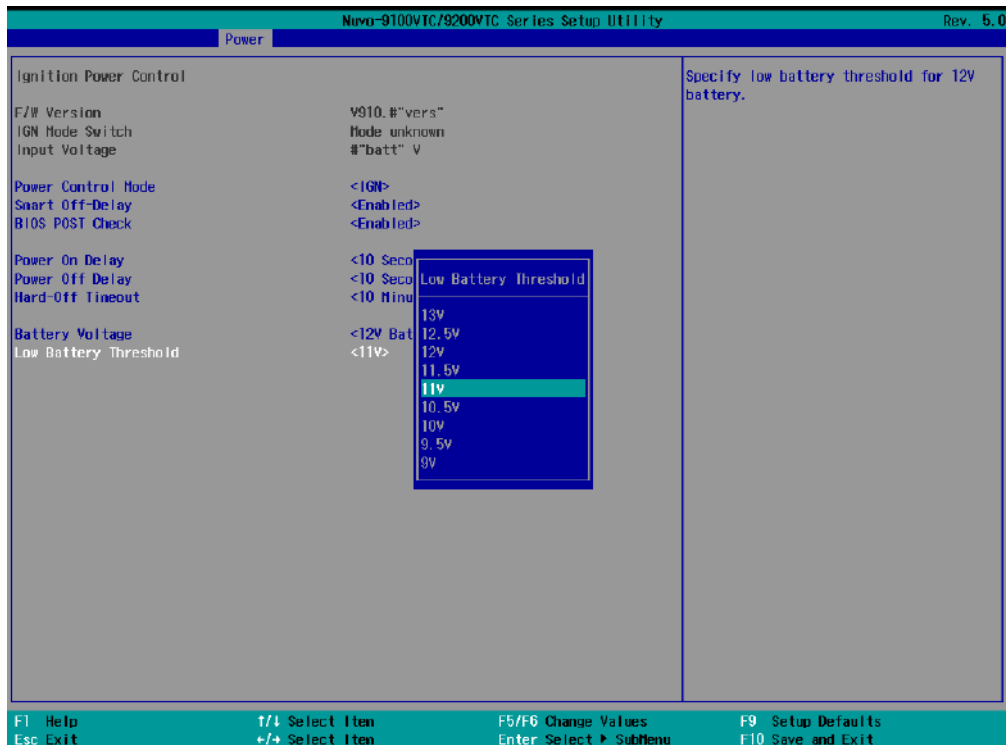 Nuvo-9100VTC/9200VTC Series Setup Utility Rev. 5.0
Power
Ignition Power Control
Specify low battery threshold for 12V
battery.
F/W Version V910.#"vers"
IGN Mode Switch Mode unknown
Input Voltage #"batt" V
Power Control Mode <IGN>
Smart Off-Delay <Enabled>
BIOS POST Check <Enabled>
Power On Delay <10 Seco
Power Off Delay <10 Seco
Hard-Off Timeout <10 Minu
Battery Voltage <12V Bat
Low Battery Threshold <11V>
Low Battery Threshold
13V
12.5V
12V
11.5V
11V
10.5V
10V
9.5V
9V
F1 Help ↑/↓ Select Item F5/F6 Change Values F9 Setup Defaults
Esc Exit ←/→ Select Item Enter Select ▶ SubMenu F10 Save and Exit